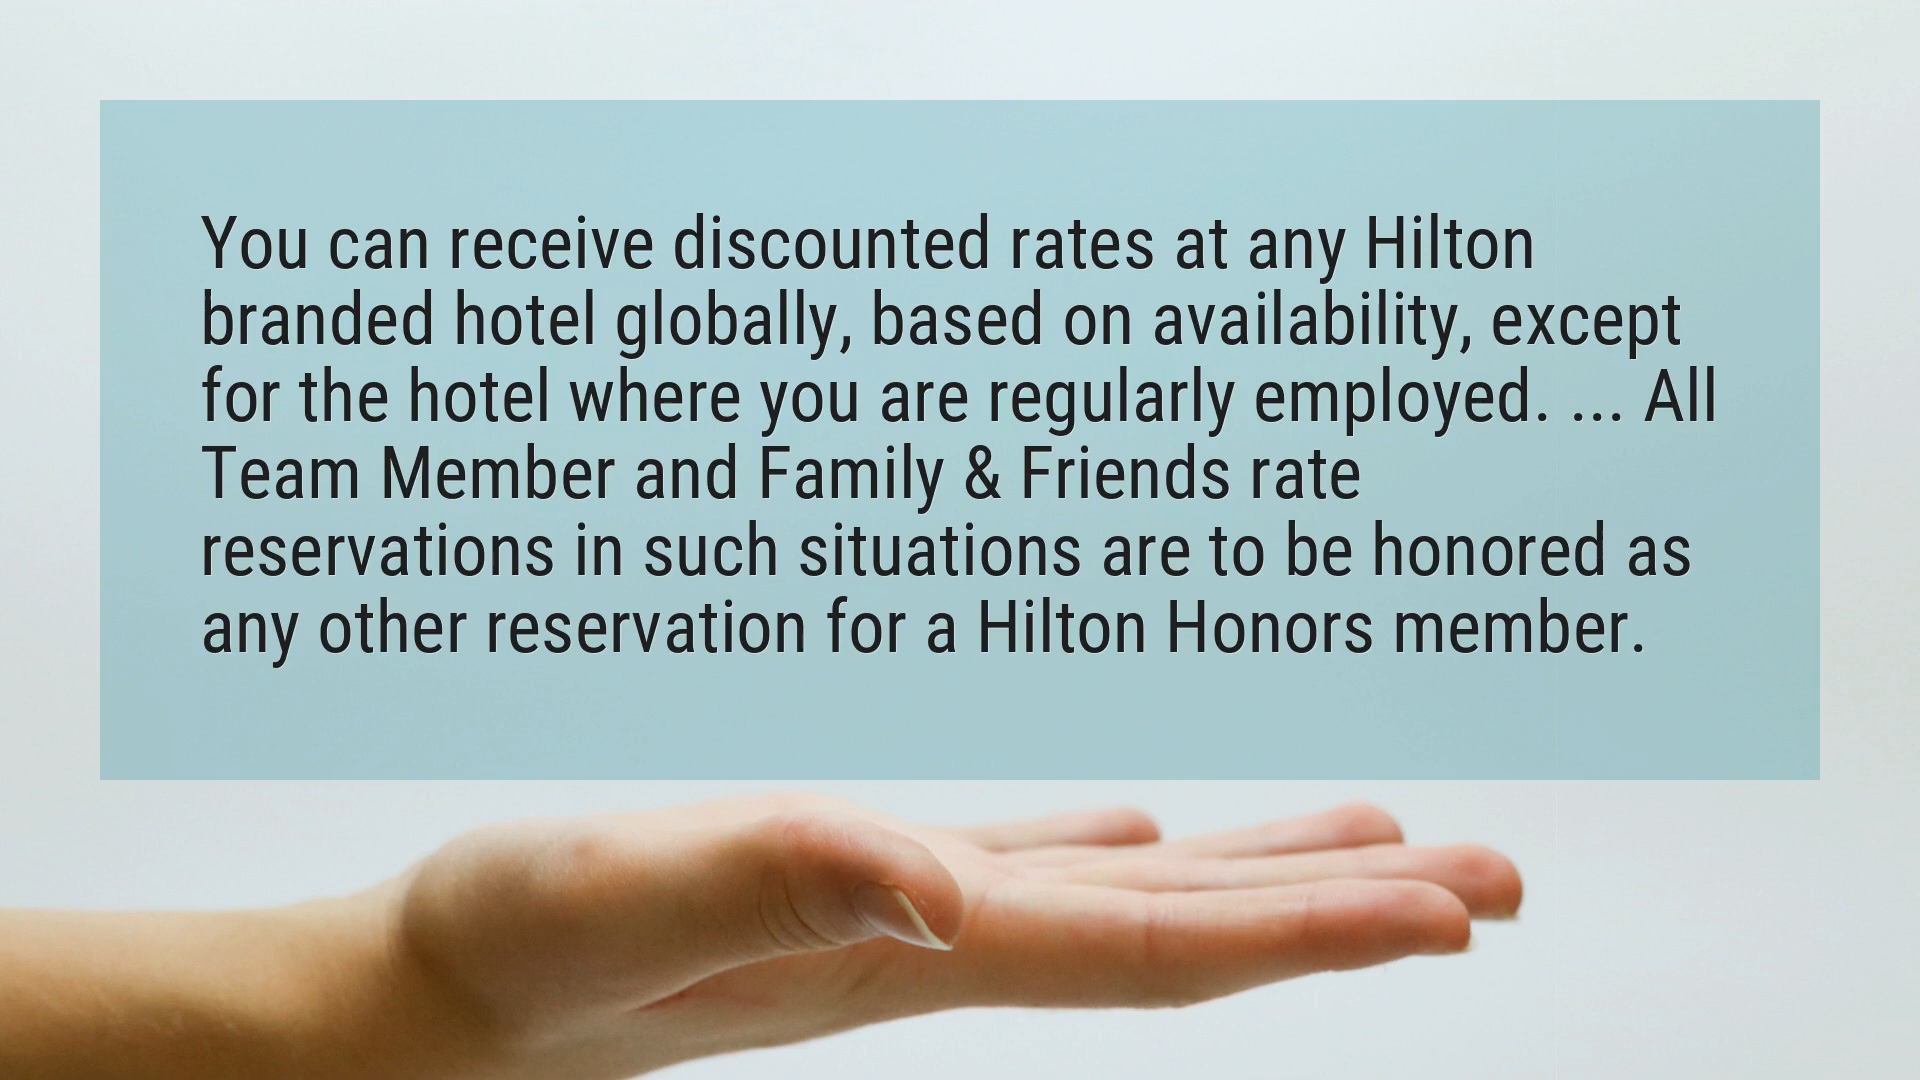 You can receive discounted rates at any Hilton
branded hotel globally, based on availability, except
for the hotel where you are regularly employed. ... All
Team Member and Family & Friends rate
reservations in such situations are to be honored as
any other reservation for a Hilton Honors member.